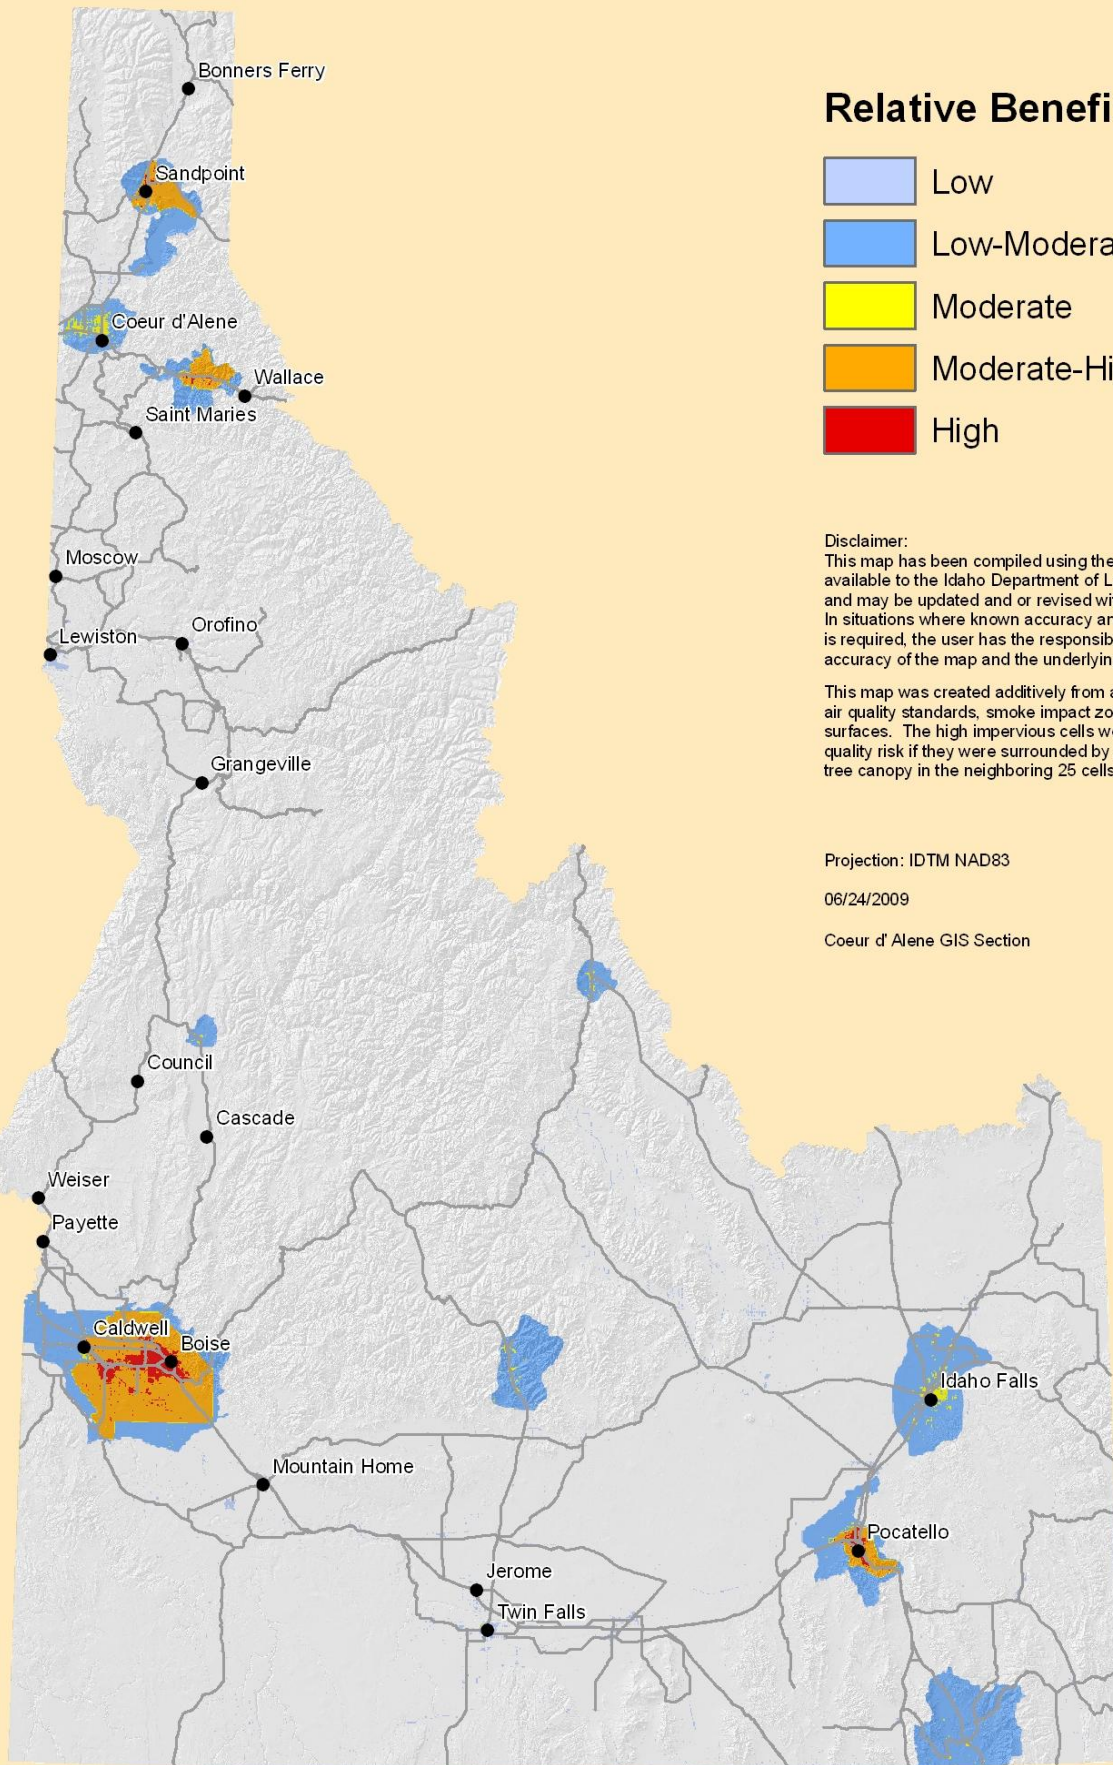 Bonners Ferry
Sandpoint
Coeur d'Alene
Wallace
Saint Maries
Moscow
Lewiston
Orofino
Grangeville
Council
Cascade
Weiser
Payette
Caldwell
Boise
Mountain Home
Jerome
Twin Falls
Idaho Falls
Pocatello
Relative Benefi
Low
Low-Modera
Moderate
Moderate-Hi
High
Disclaimer:
This map has been compiled using the
available to the Idaho Department of L
and may be updated and or revised wi
In situations where known accuracy an
is required, the user has the responsib
accuracy of the map and the underlyin
This map was created additively from a
air quality standards, smoke impact zo
surfaces. The high impervious cells we
quality risk if they were surrounded by
tree canopy in the neighboring 25 cells
Projection: IDTM NAD83
06/24/2009
Coeur d' Alene GIS Section